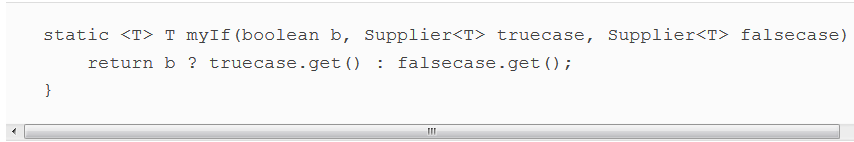 static <T> T myIf(boolean b, Supplier<T> truecase, Supplier<T> falsecase)
    return b ? truecase.get() : falsecase.get();
}